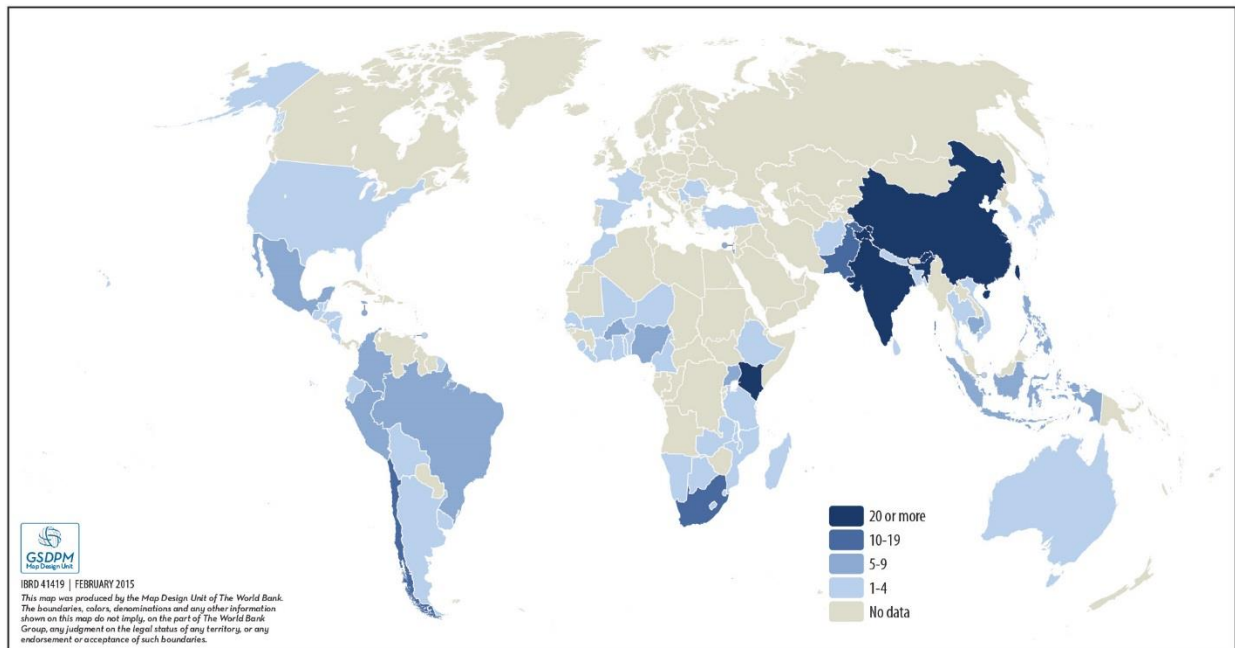 20 or more
10-19
5-9
1-4
No data
GSDPM
Map Design Unit
IBRD 41419 | FEBRUARY 2015
This map was produced by the Map Design Unit of The World Bank.
The boundaries, colors, denominations and any other information
shown on this map do not imply, on the part of The World Bank
Group, any judgment on the legal status of any territory, or any
endorsement or acceptance of such boundaries.